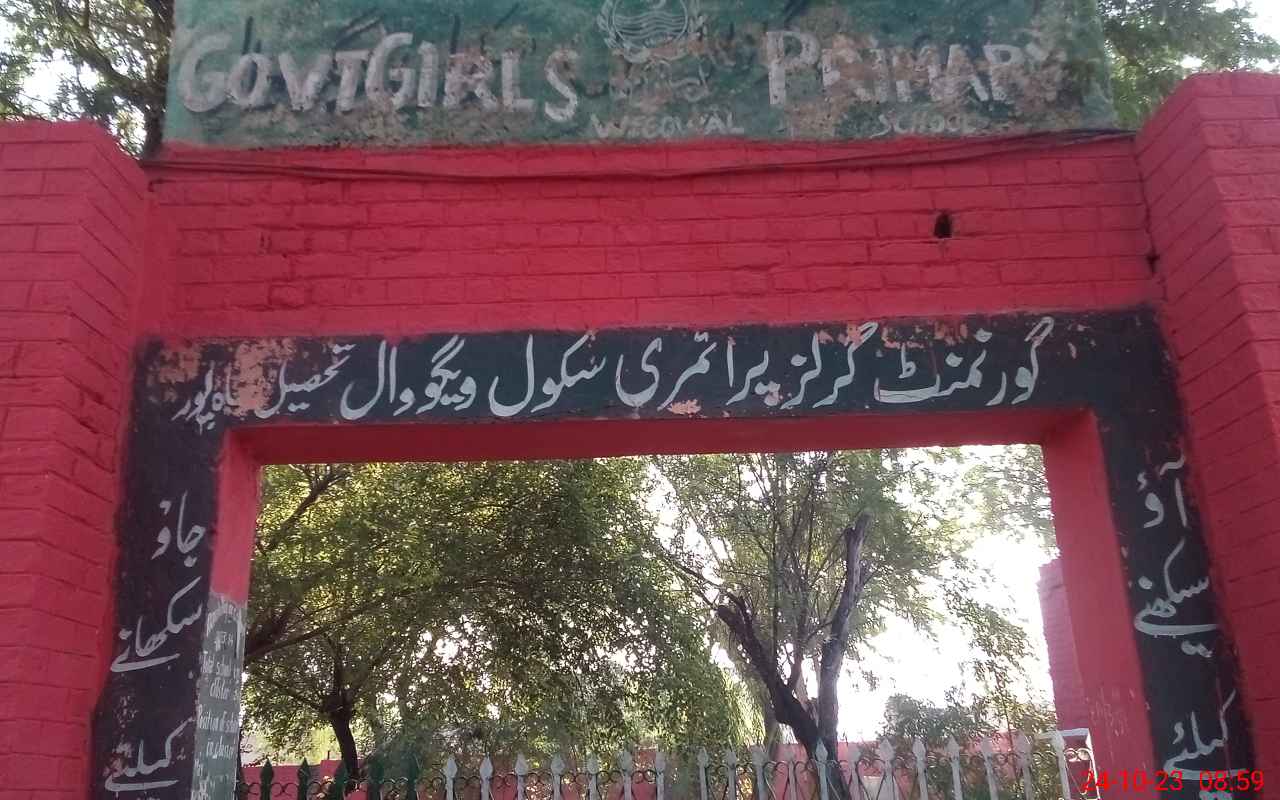 GOVT GIRLS PRIMARY
WEGOWAL SCHOOL
گورنمنٹ گرلز پرائمری سکول ویگووال تحصیل شاہپور
آؤ
سیکھنے
کیلئے
جاؤ
سکھانے
کیلئے
24-10-23 08:59